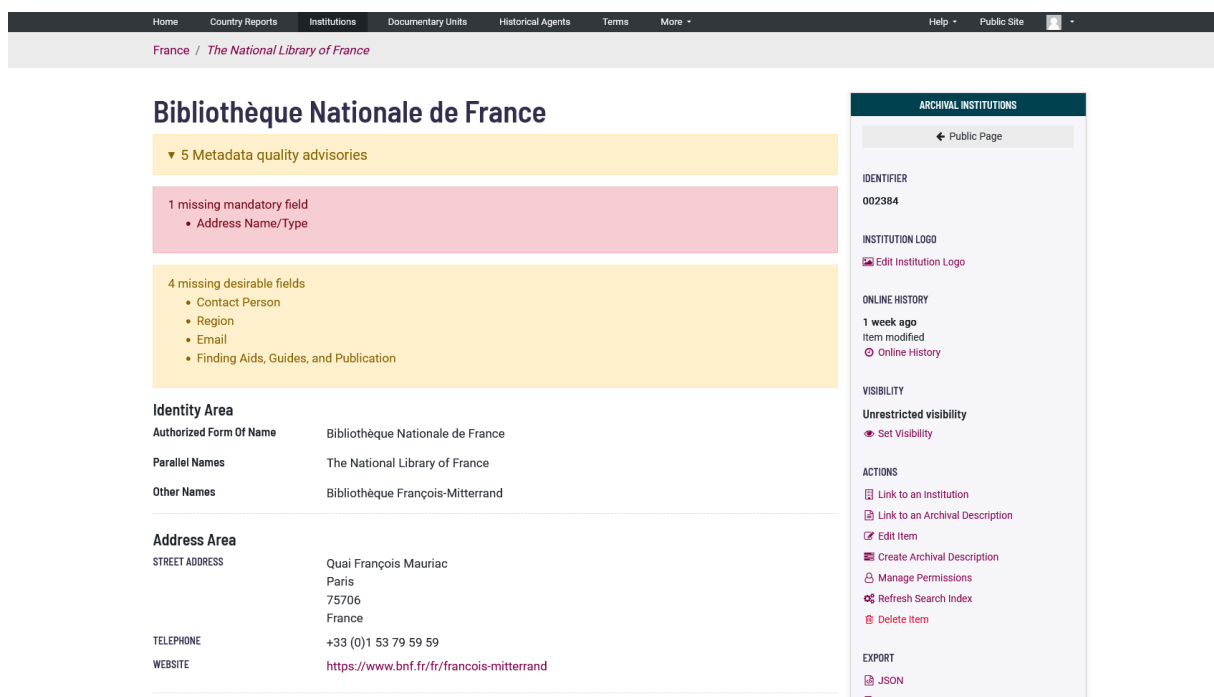 Home Country Reports Institutions Documentary Units Historical Agents Terms More Help Public Site
France / The National Library of France
Bibliothèque Nationale de France
5 Metadata quality advisories
1 missing mandatory field
• Address Name/Type
4 missing desirable fields
• Contact Person
• Region
• Email
• Finding Aids, Guides, and Publication
Identity Area
Authorized Form Of Name Bibliothèque Nationale de France
Parallel Names The National Library of France
Other Names Bibliothèque François-Mitterrand
Address Area
STREET ADDRESS Quai François Mauriac
Paris
75706
France
TELEPHONE +33 (0)1 53 79 59 59
WEBSITE https://www.bnf.fr/fr/francois-mitterrand
ARCHIVAL INSTITUTIONS
Public Page
IDENTIFIER
002384
INSTITUTION LOGO
Edit Institution Logo
ONLINE HISTORY
1 week ago
Item modified
Online History
VISIBILITY
Unrestricted visibility
Set Visibility
ACTIONS
Link to an Institution
Link to an Archival Description
Edit Item
Create Archival Description
Manage Permissions
Refresh Search Index
Delete Item
EXPORT
JSON